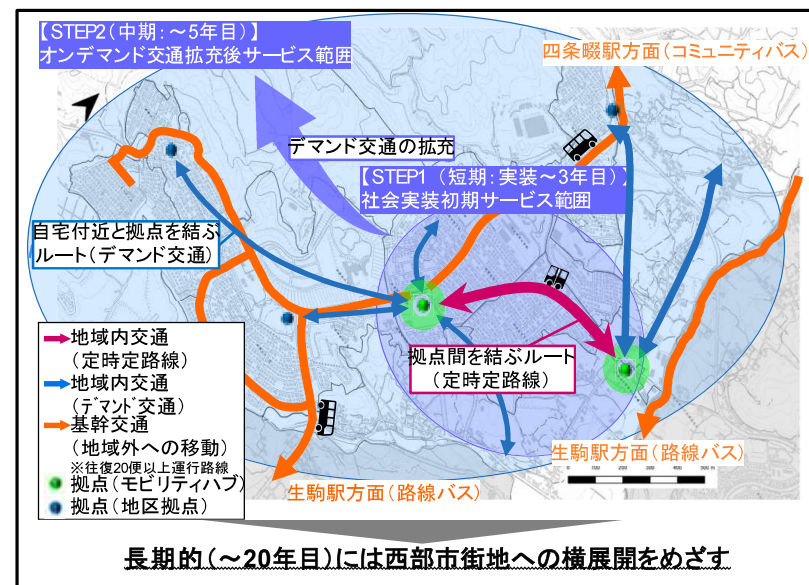 【STEP2(中期:~5年目)】
オンデマンド交通拡充後サービス範囲
四条畷駅方面(コミュニティバス)
デマンド交通の拡充
【STEP1 (短期:実装~3年目)】
社会実装初期サービス範囲
自宅付近と拠点を結ぶ
ルート(デマンド交通)
拠点間を結ぶルート
(定時定路線)
地域内交通
(定時定路線)
地域内交通
(デマンド交通)
基幹交通
(地域外への移動)
※往復20便以上運行路線
拠点(モビリティハブ)
拠点(地区拠点)
生駒駅方面(路線バス)
生駒駅方面(路線バス)
0 100 200 300 400 500 m
長期的(~20年目)には西部市街地への横展開をめざす